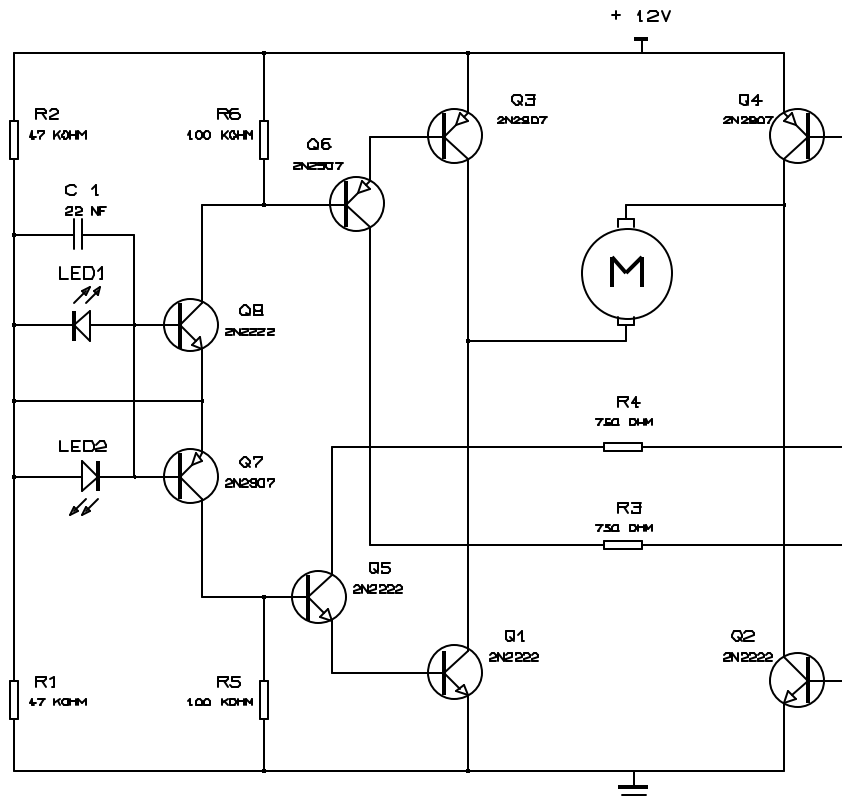 + 12V
R2
47 KOHM
R6
100 KOHM
Q6
2N2907
Q3
2N2907
Q4
2N2907
C 1
22 NF
LED1
Q8
2N2222
M
R4
750 OHM
LED2
Q7
2N2907
R3
750 OHM
Q5
2N2222
Q1
2N2222
Q2
2N2222
R1
47 KOHM
R5
100 KOHM